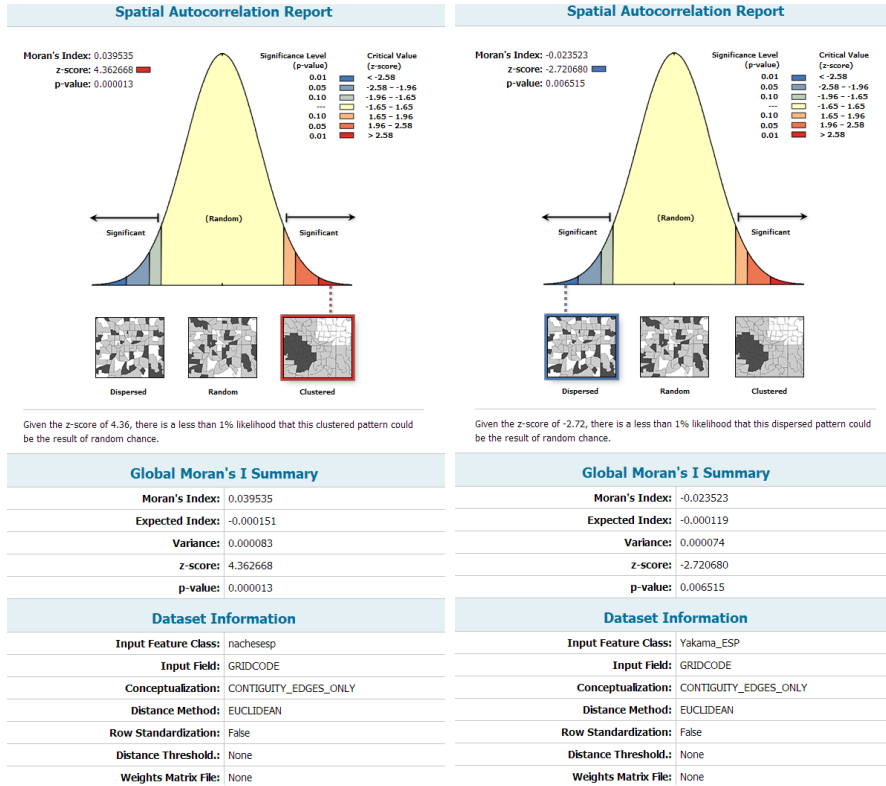 Spatial Autocorrelation Report
Moran's Index: 0.039535
z-score: 4.362668
p-value: 0.000013
Significance Level
(p-value)
Critical Value
(z-score)
0.01 < -2.58
0.05 -2.58 – -1.96
0.10 -1.96 – -1.65
--- -1.65 – 1.65
0.10 1.65 – 1.96
0.05 1.96 – 2.58
0.01 > 2.58
(Random)
Significant
Significant
Dispersed
Random
Clustered
Given the z-score of 4.36, there is a less than 1% likelihood that this clustered pattern could
be the result of random chance.
Global Moran's I Summary
Moran's Index: 0.039535
Expected Index: -0.000151
Variance: 0.000083
z-score: 4.362668
p-value: 0.000013
Dataset Information
Input Feature Class: nachesesp
Input Field: GRIDCODE
Conceptualization: CONTIGUITY_EDGES_ONLY
Distance Method: EUCLIDEAN
Row Standardization: False
Distance Threshold.: None
Weights Matrix File: None
Spatial Autocorrelation Report
Moran's Index: -0.023523
z-score: -2.720680
p-value: 0.006515
Significance Level
(p-value)
Critical Value
(z-score)
0.01 < -2.58
0.05 -2.58 – -1.96
0.10 -1.96 – -1.65
--- -1.65 – 1.65
0.10 1.65 – 1.96
0.05 1.96 – 2.58
0.01 > 2.58
(Random)
Significant
Significant
Dispersed
Random
Clustered
Given the z-score of -2.72, there is a less than 1% likelihood that this dispersed pattern could
be the result of random chance.
Global Moran's I Summary
Moran's Index: -0.023523
Expected Index: -0.000119
Variance: 0.000074
z-score: -2.720680
p-value: 0.006515
Dataset Information
Input Feature Class: Yakama_ESP
Input Field: GRIDCODE
Conceptualization: CONTIGUITY_EDGES_ONLY
Distance Method: EUCLIDEAN
Row Standardization: False
Distance Threshold.: None
Weights Matrix File: None